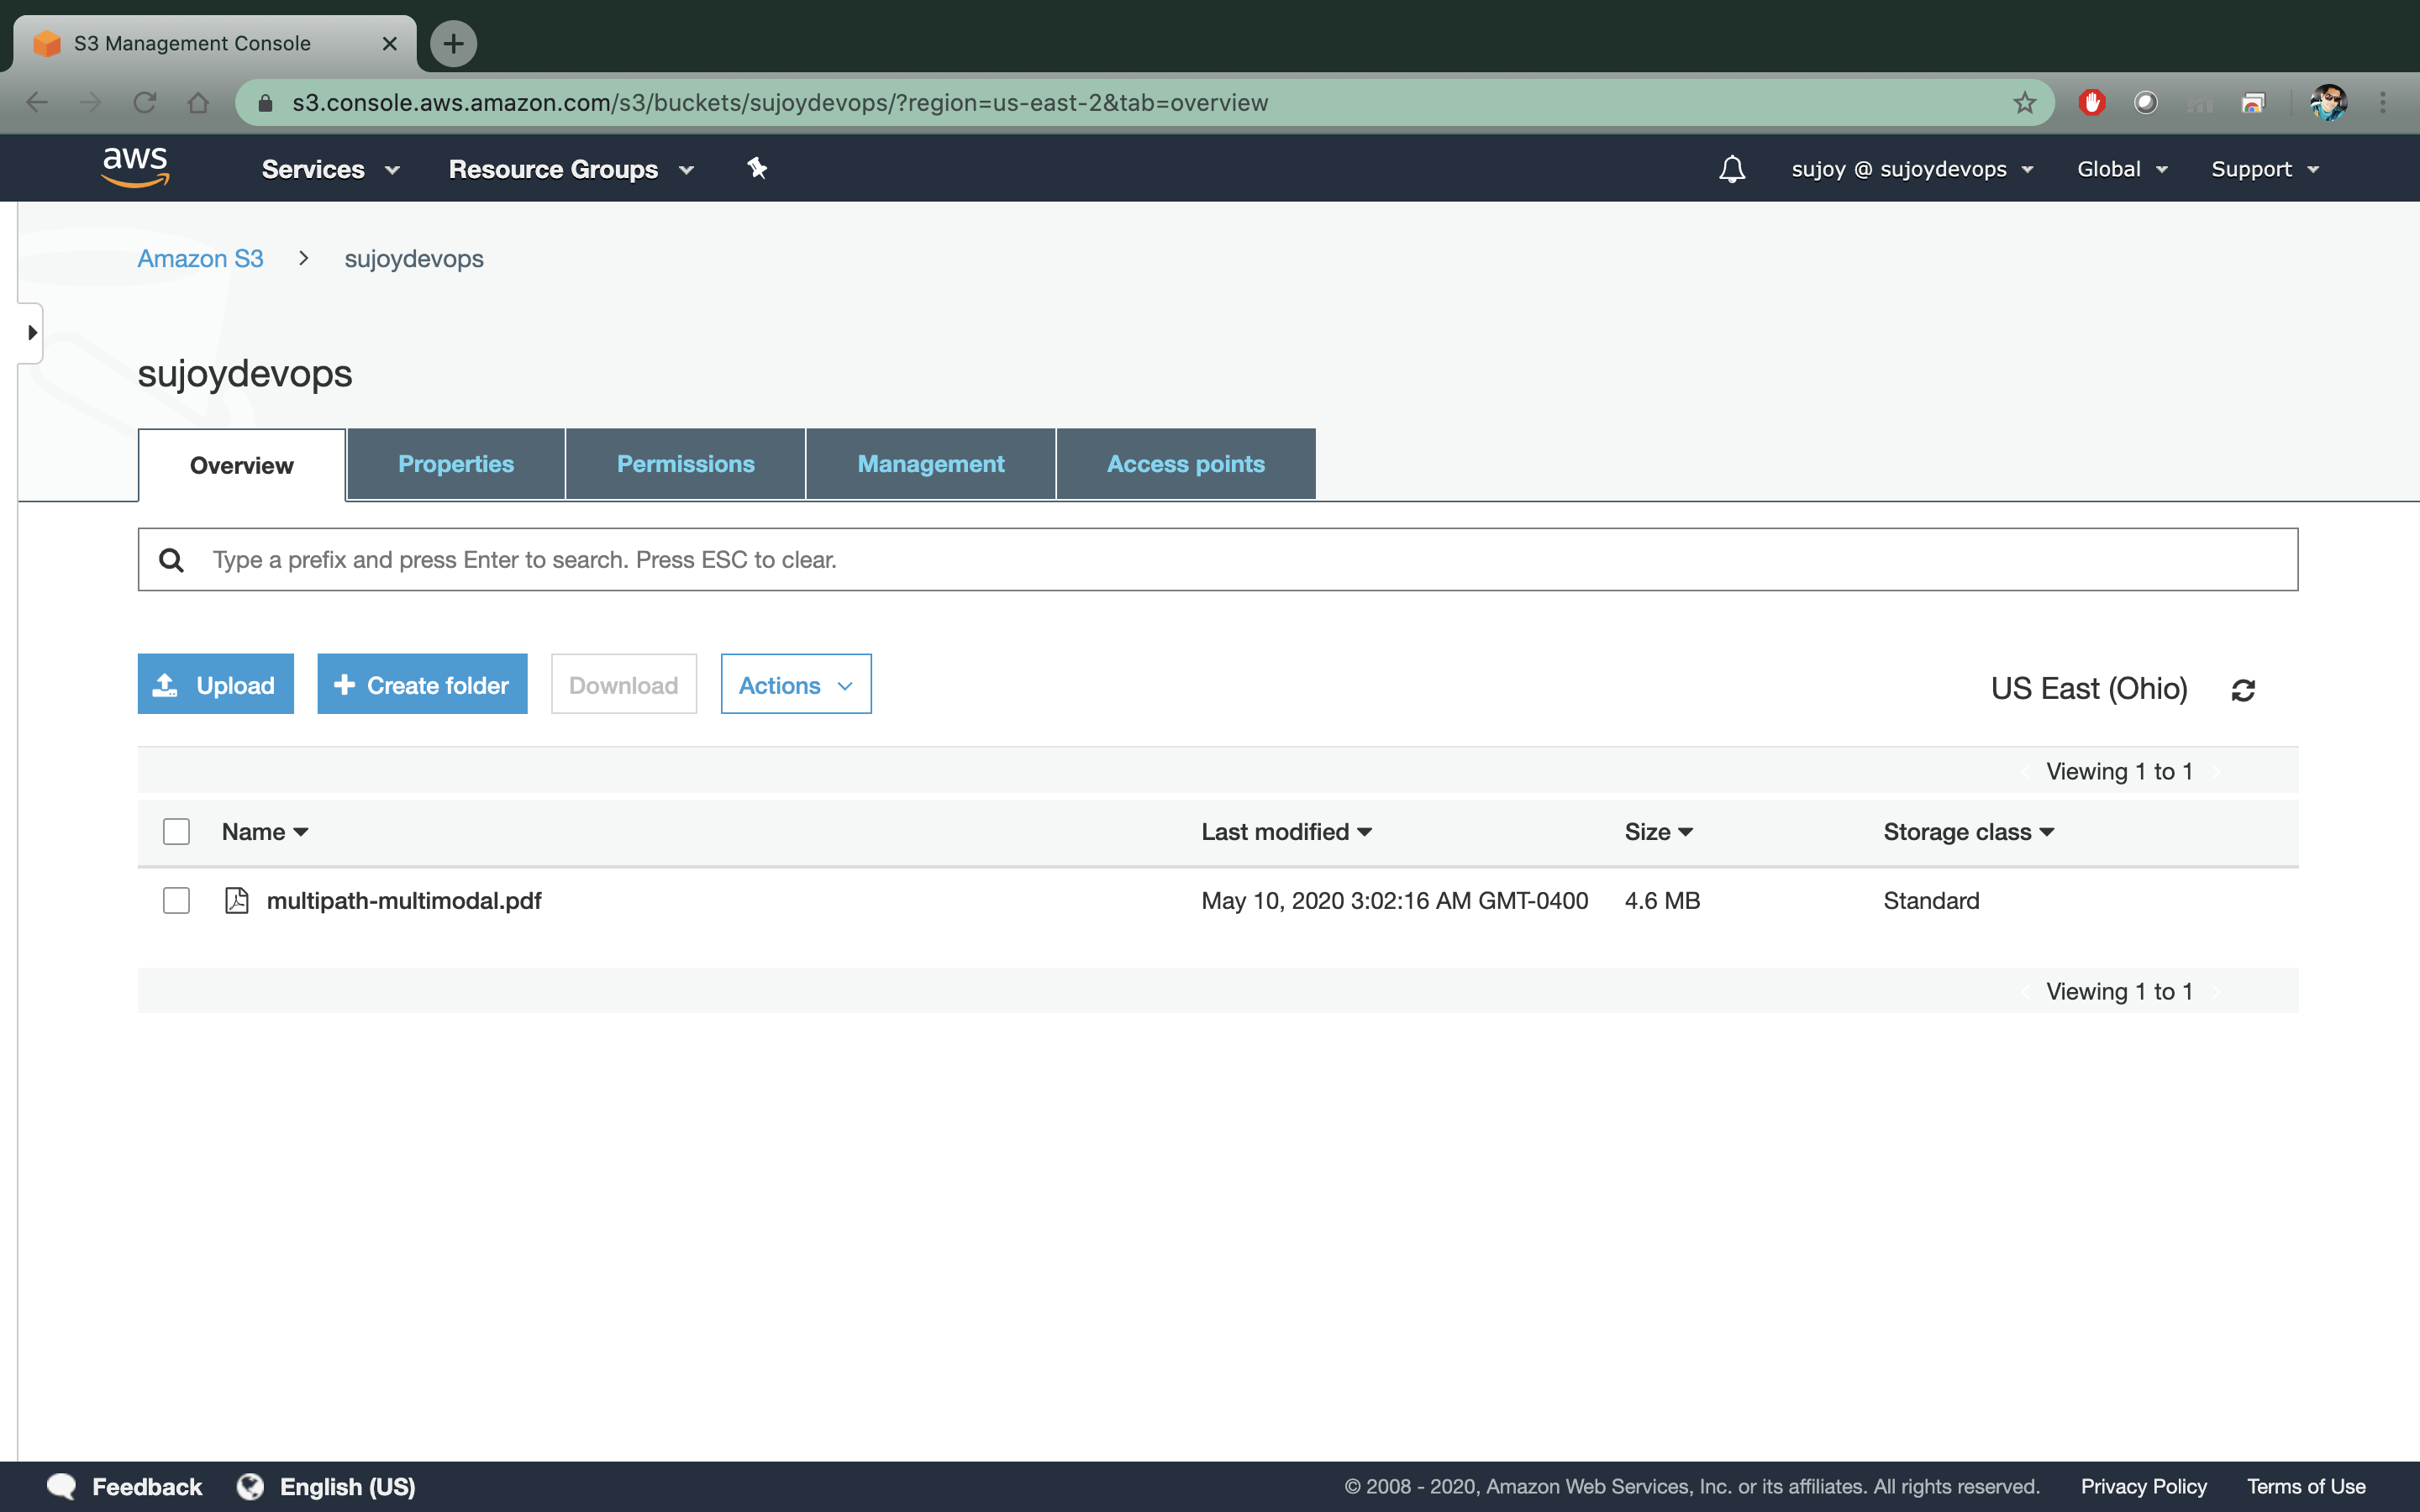 S3 Management Console
s3.console.aws.amazon.com/s3/buckets/sujoydevops/?region=us-east-2&tab=overview
aws Services Resource Groups sujoy @ sujoydevops Global Support
Amazon S3 > sujoydevops
sujoydevops
Overview Properties Permissions Management Access points
Type a prefix and press Enter to search. Press ESC to clear.
Upload + Create folder Download Actions US East (Ohio)
Viewing 1 to 1
Name Last modified Size Storage class
multipath-multimodal.pdf May 10, 2020 3:02:16 AM GMT-0400 4.6 MB Standard
Viewing 1 to 1
Feedback English (US) © 2008 - 2020, Amazon Web Services, Inc. or its affiliates. All rights reserved. Privacy Policy Terms of Use